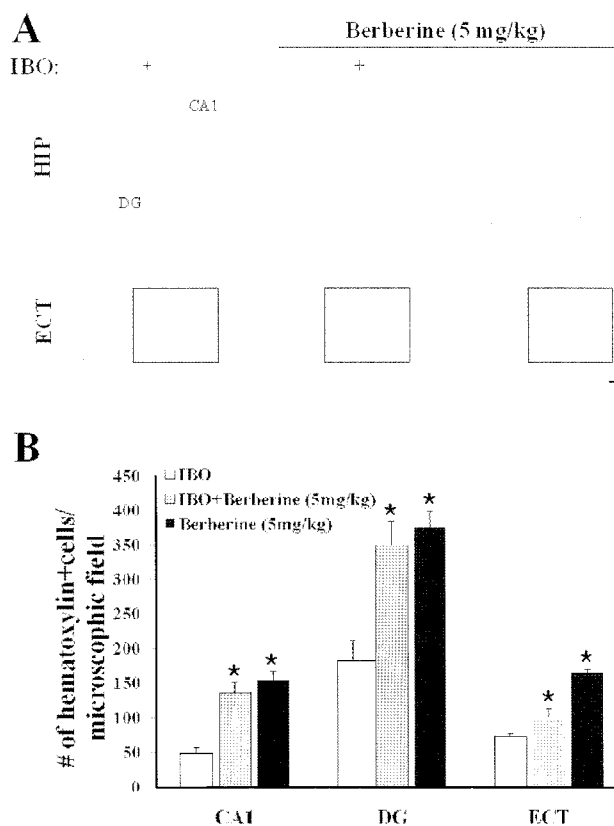 A
Berberine (5 mg/kg)
IBO: + +
CA1
HIP
DG
ECT
B
450
400
350
300
250
200
150
100
50
0
# of hematoxylin+cells/
microscophic field
IBO
IBO+Berberine (5mg/kg)
Berberine (5mg/kg)
* *
* *
* *
CA1 DG ECT